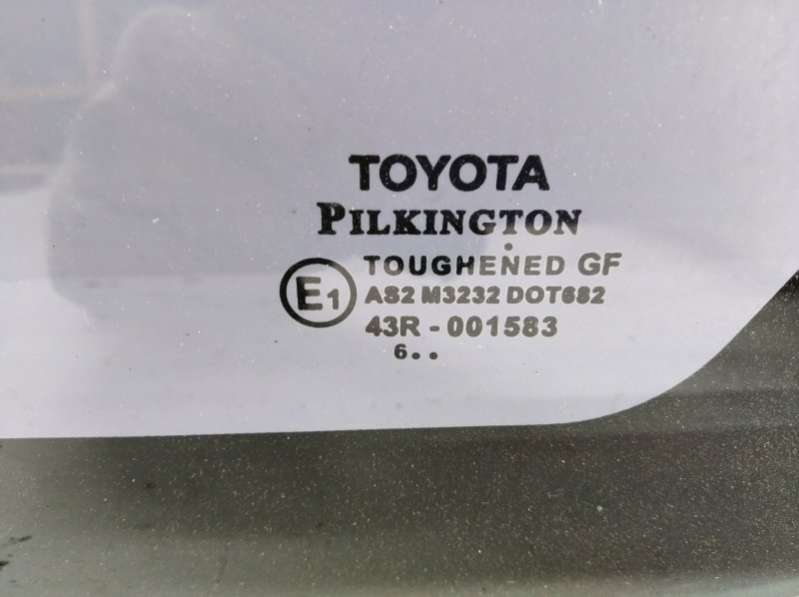 TOYOTA
PILKINGTON
TOUGHENED GF
E1
AS2 M3232 DOT682
43R - 001583
6..